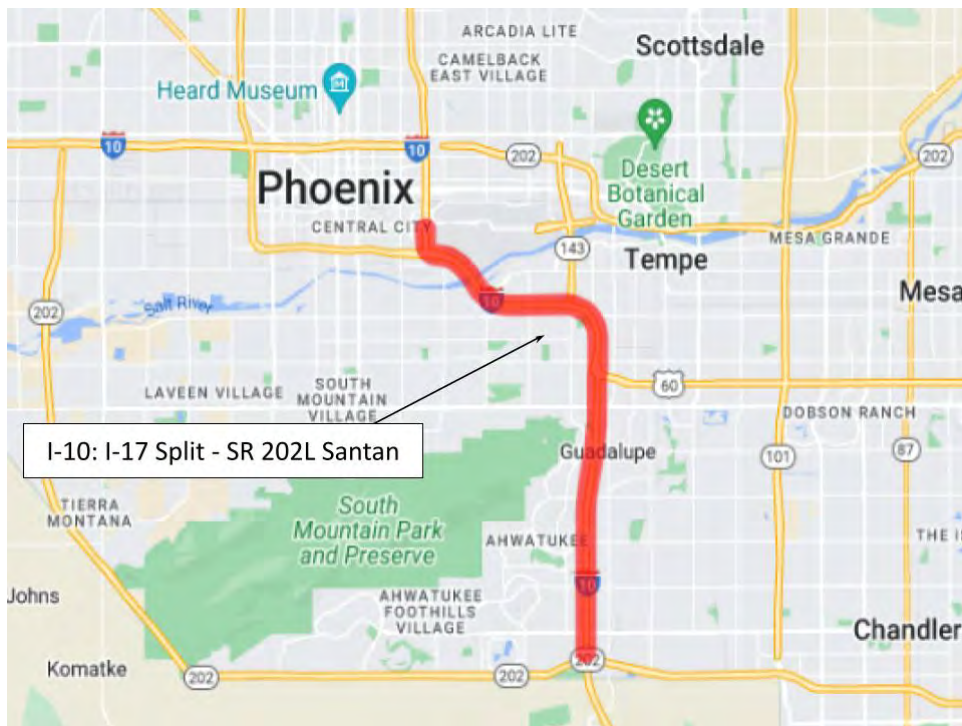 ARCADIA LITE
Scottsdale
CAMELBACK
EAST VILLAGE
Heard Museum
10
10
202
202
Desert
Botanical
Garden
Phoenix
CENTRAL CITY
143
MESA GRANDE
Tempe
Mesa
Salt River
202
10
LAVEEN VILLAGE
SOUTH
MOUNTAIN
VILLAGE
60
DOBSON RANCH
I-10: I-17 Split - SR 202L Santan
Guadalupe
101
87
TIERRA
MONTANA
South
Mountain Park
and Preserve
AHWATUKEE
THE I
10
Johns
AHWATUKEE
FOOTHILLS
VILLAGE
Chandler
Komatke
202
202
202